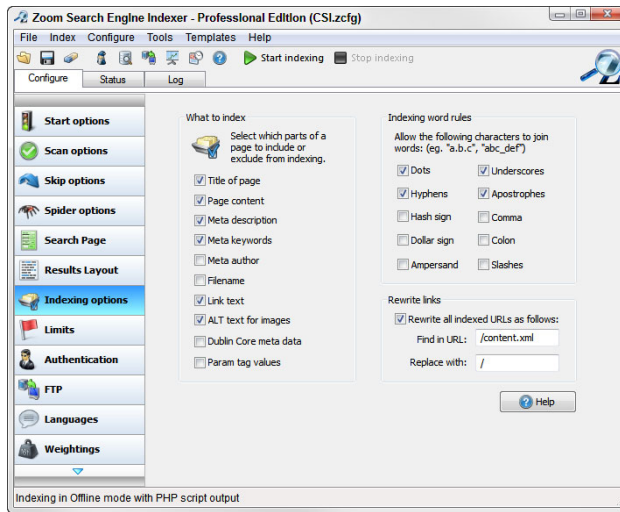 Zoom Search Engine Indexer - Professional Edition (CSI.zcfg)
File Index Configure Tools Templates Help
Start indexing Stop indexing
Configure Status Log
Start options
Scan options
Skip options
Spider options
Search Page
Results Layout
Indexing options
Limits
Authentication
FTP
Languages
Weightings
What to index
Select which parts of a
page to include or
exclude from indexing.
Title of page
Page content
Meta description
Meta keywords
Meta author
Filename
Link text
ALT text for images
Dublin Core meta data
Param tag values
Indexing word rules
Allow the following characters to join
words: (eg. "a.b.c", "abc_def")
Dots Underscores
Hyphens Apostrophes
Hash sign Comma
Dollar sign Colon
Ampersand Slashes
Rewrite links
Rewrite all indexed URLs as follows:
Find in URL: /content.xml
Replace with: /
Help
Indexing in Offline mode with PHP script output